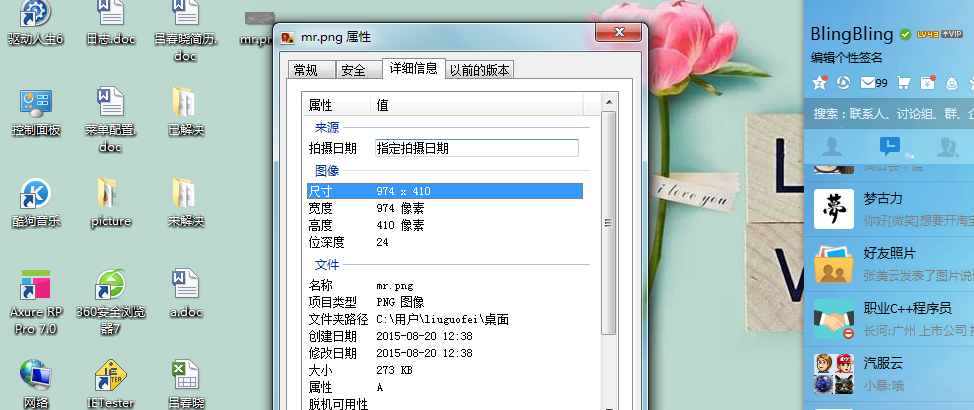 驱动人生6
日志.doc
吕春晓简历.
doc
控制面板
菜单配置.
doc
已解决
酷狗音乐
picture
未解决
Axure RP
Pro 7.0
360安全浏览
器7
a.doc
网络
IETester
吕春晓
mr.png 属性
常规
安全
详细信息
以前的版本
属性
值
来源
拍摄日期
指定拍摄日期
图像
尺寸
974 x 410
宽度
974 像素
高度
410 像素
位深度
24
文件
名称
mr.png
项目类型
PNG 图像
文件夹路径
C:\用户\liuguofei\桌面
创建日期
2015-08-20 12:38
修改日期
2015-08-20 12:38
大小
273 KB
属性
A
脱机可用性
i love you
BlingBling
LV43
VIP
编辑个性签名
99
搜索：联系人、讨论组、群、企
梦古力
你好[微笑]想要开淘宝
好友照片
张美云发表了图片说
职业C++程序员
长河:广州 上市公司 招
汽服云
小暴:哦